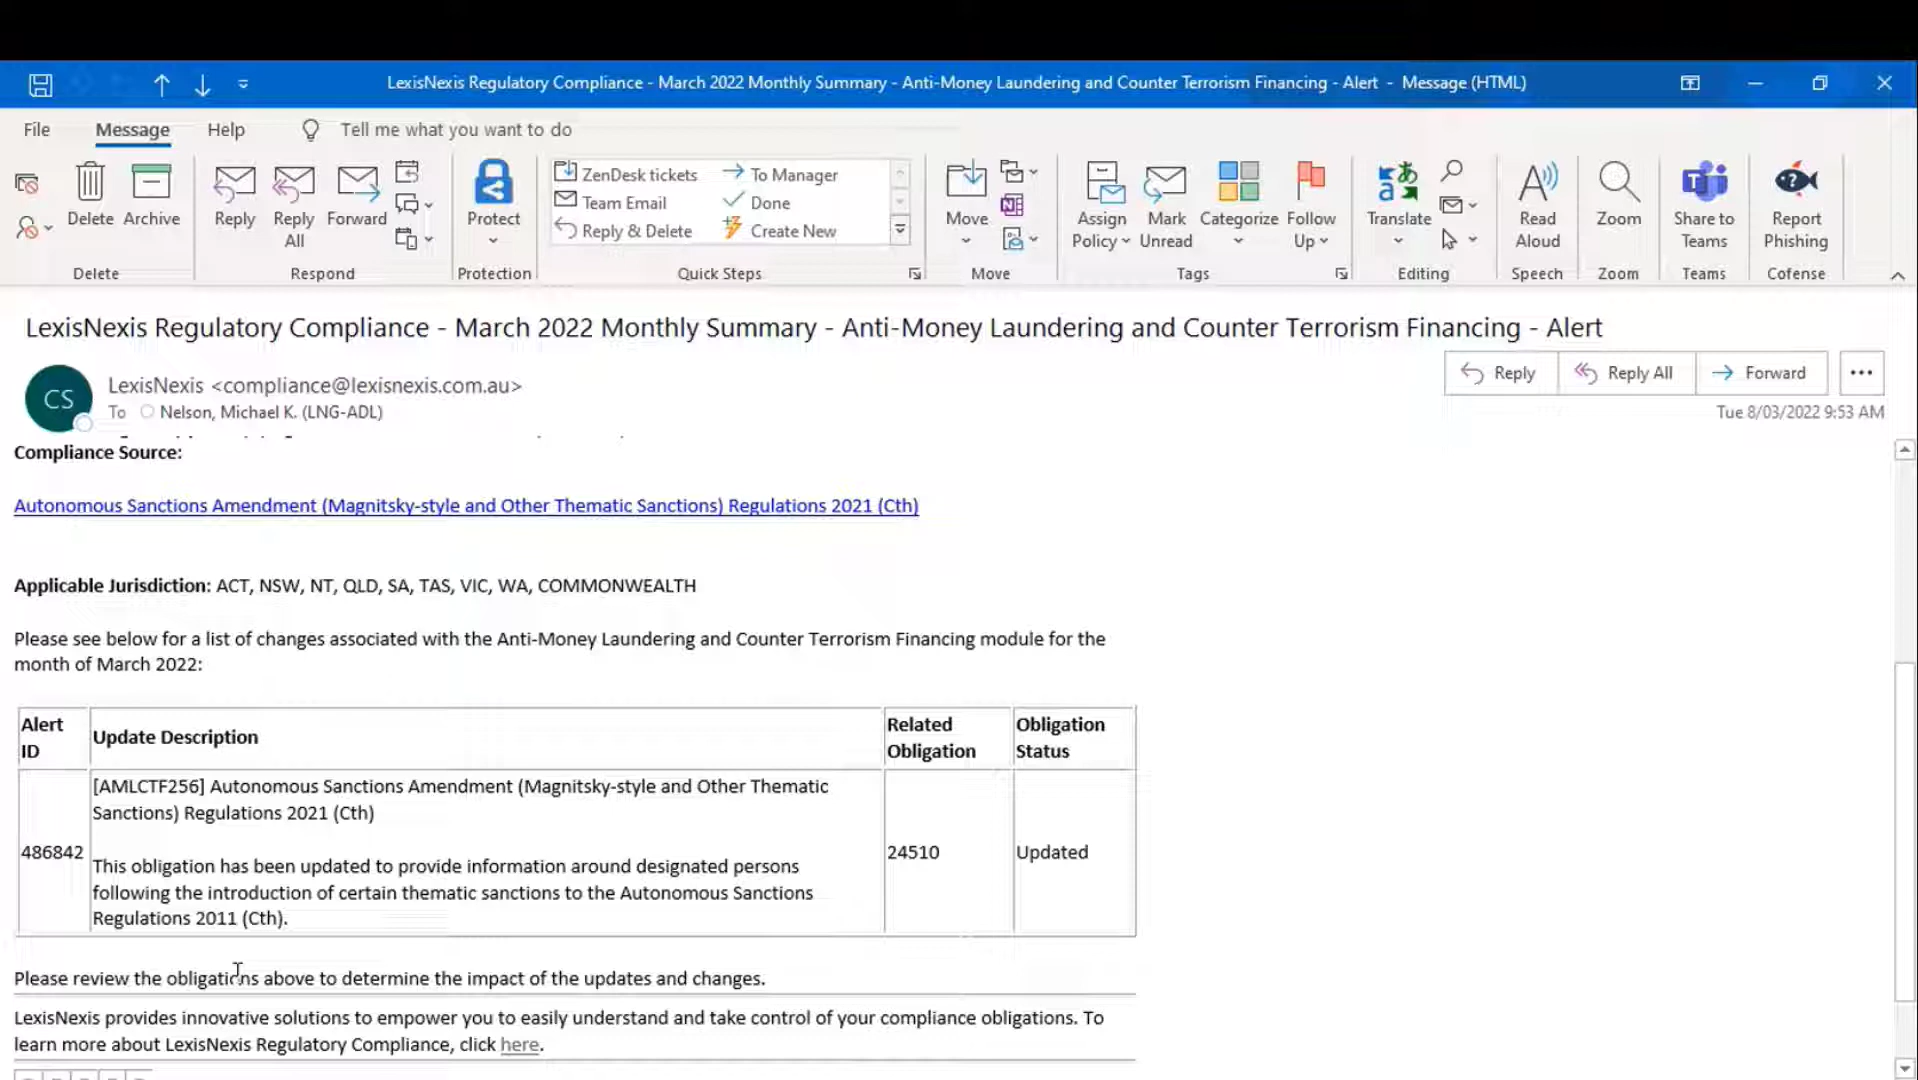 LexisNexis Regulatory Compliance - March 2022 Monthly Summary - Anti-Money Laundering and Counter Terrorism Financing - Alert - Message (HTML)
File Message Help Tell me what you want to do
Delete Archive Reply Reply All Forward Protect
ZenDesk tickets To Manager
Team Email Done
Reply & Delete Create New
Move Assign Policy Mark Unread Categorize Follow Up Translate Read Aloud Zoom Share to Teams Report Phishing
Delete Respond Protection Quick Steps Move Tags Editing Speech Zoom Teams Cofense
LexisNexis Regulatory Compliance - March 2022 Monthly Summary - Anti-Money Laundering and Counter Terrorism Financing - Alert
CS
LexisNexis <compliance@lexisnexis.com.au>
To Nelson, Michael K. (LNG-ADL)
Reply Reply All Forward
Tue 8/03/2022 9:53 AM
Compliance Source:
Autonomous Sanctions Amendment (Magnitsky-style and Other Thematic Sanctions) Regulations 2021 (Cth)
Applicable Jurisdiction: ACT, NSW, NT, QLD, SA, TAS, VIC, WA, COMMONWEALTH
Please see below for a list of changes associated with the Anti-Money Laundering and Counter Terrorism Financing module for the
month of March 2022:
Alert ID Update Description Related Obligation Obligation Status
[AMLCTF256] Autonomous Sanctions Amendment (Magnitsky-style and Other Thematic
Sanctions) Regulations 2021 (Cth)
486842 24510 Updated
This obligation has been updated to provide information around designated persons
following the introduction of certain thematic sanctions to the Autonomous Sanctions
Regulations 2011 (Cth).
Please review the obligations above to determine the impact of the updates and changes.
LexisNexis provides innovative solutions to empower you to easily understand and take control of your compliance obligations. To
learn more about LexisNexis Regulatory Compliance, click here.